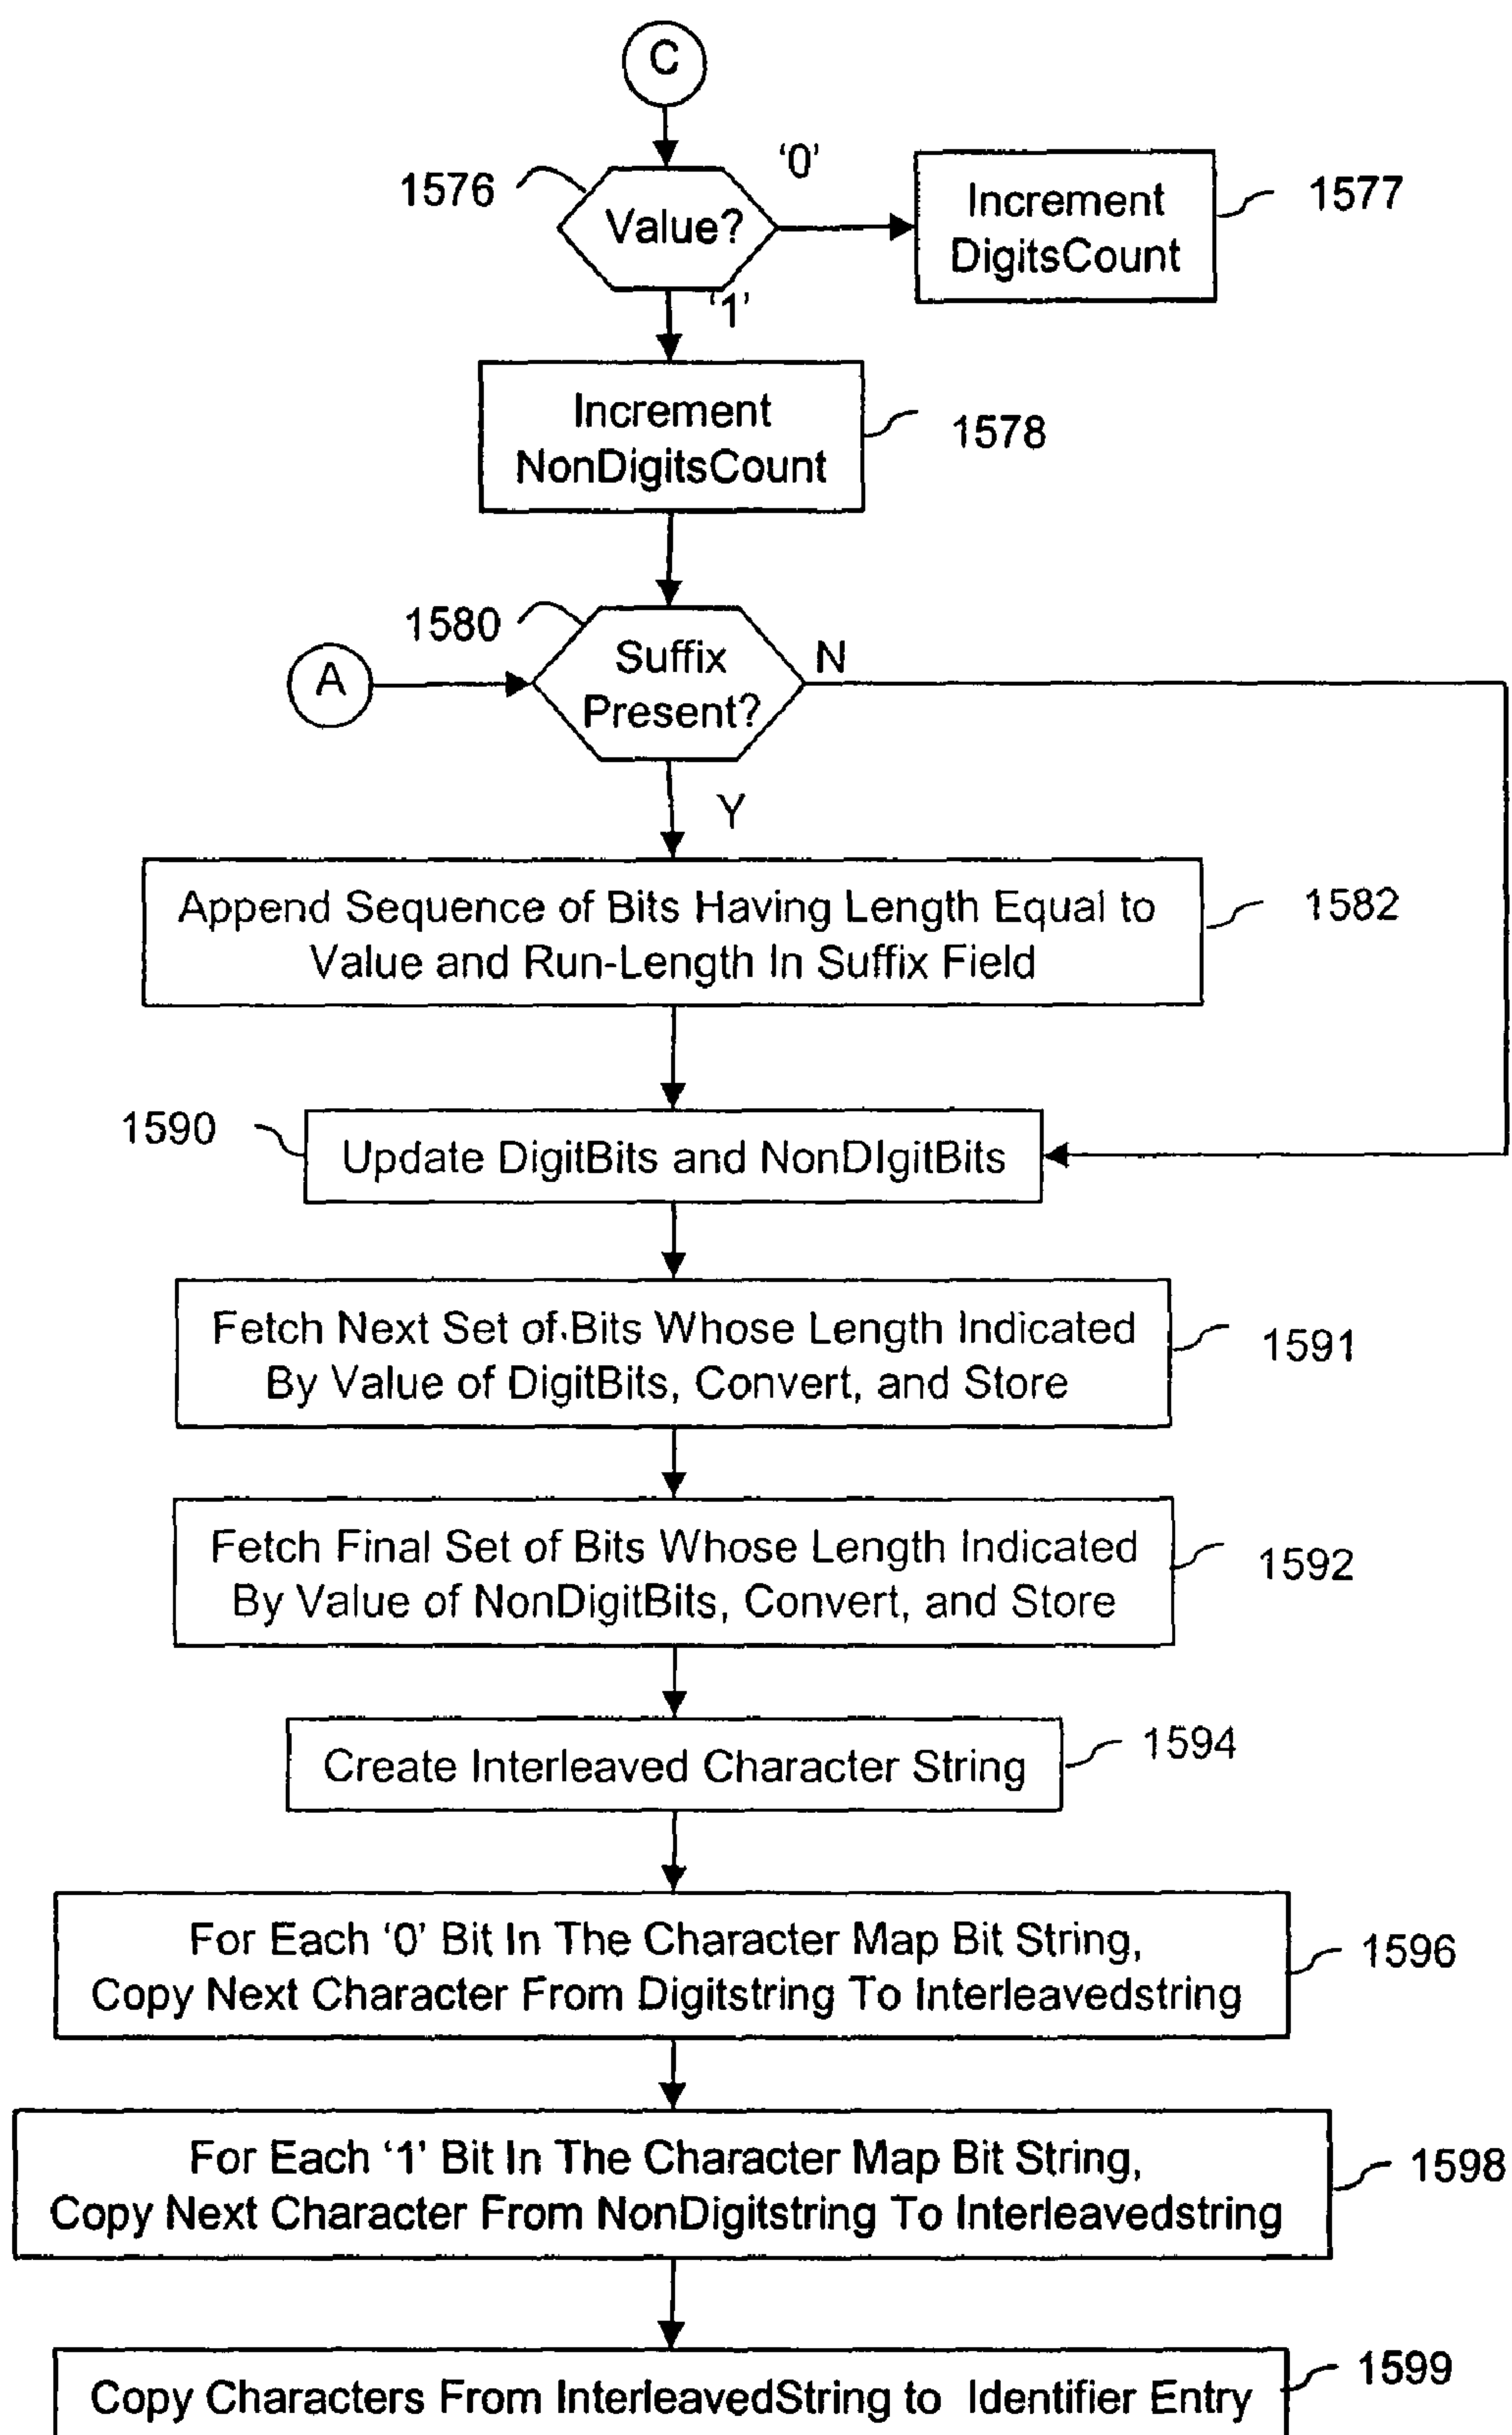 C
1576
Value?
‘0’
Increment
DigitsCount
1577
‘1’
Increment
NonDigitsCount
1578
1580
A
Suffix
Present?
N
Y
Append Sequence of Bits Having Length Equal to
Value and Run-Length In Suffix Field
1582
1590
Update DigitBits and NonDIgitBits
Fetch Next Set of Bits Whose Length Indicated
By Value of DigitBits, Convert, and Store
1591
Fetch Final Set of Bits Whose Length Indicated
By Value of NonDigitBits, Convert, and Store
1592
Create Interleaved Character String
1594
For Each ‘0’ Bit In The Character Map Bit String,
Copy Next Character From Digitstring To Interleavedstring
1596
For Each ‘1’ Bit In The Character Map Bit String,
Copy Next Character From NonDigitstring To Interleavedstring
1598
Copy Characters From InterleavedString to Identifier Entry
1599